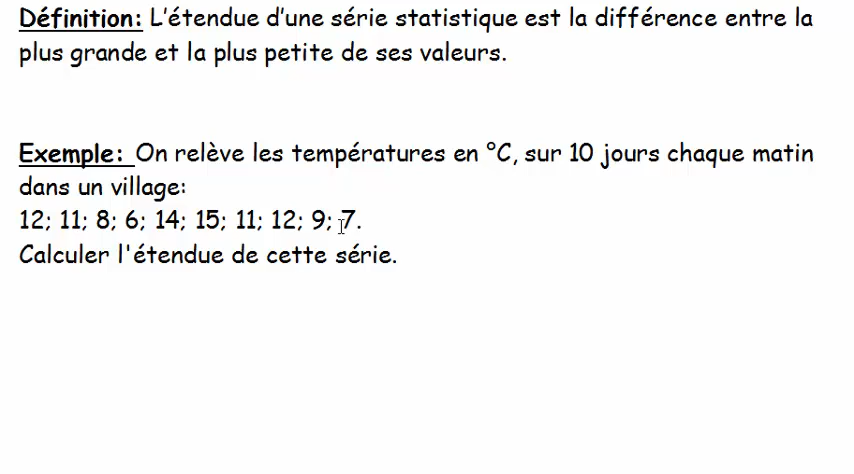 Définition: L’étendue d’une série statistique est la différence entre la
plus grande et la plus petite de ses valeurs.
Exemple: On relève les températures en °C, sur 10 jours chaque matin
dans un village:
12; 11; 8; 6; 14; 15; 11; 12; 9; 7.
Calculer l'étendue de cette série.